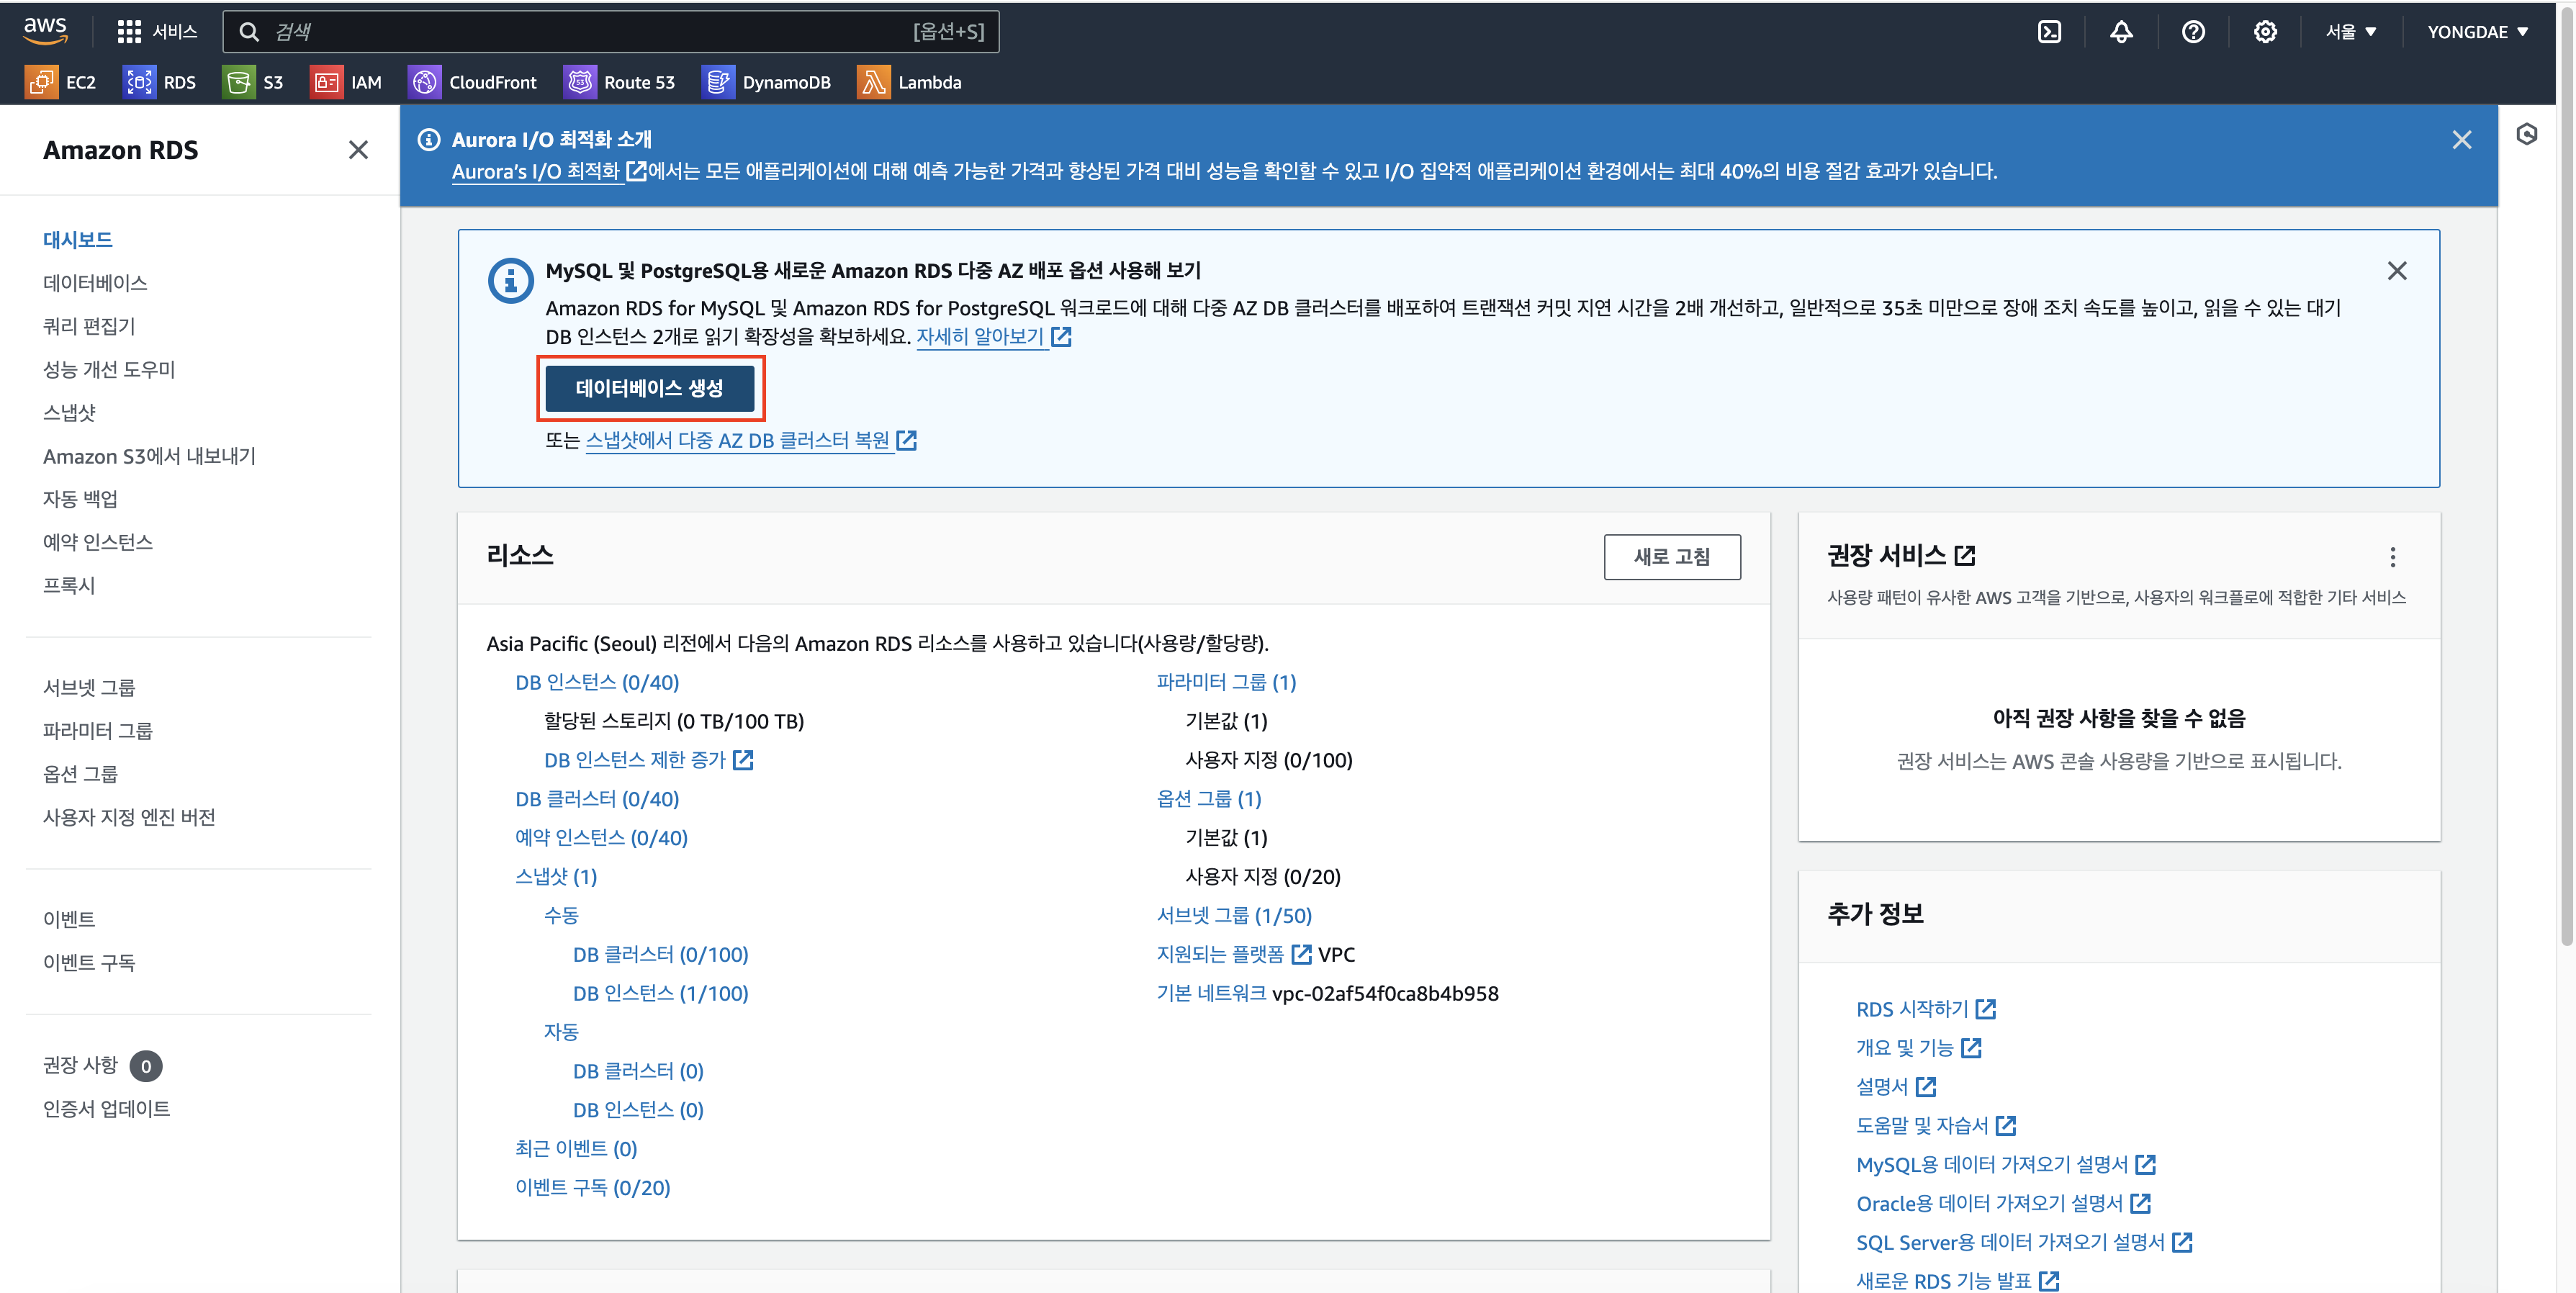 aws
서비스
검색
[옵션+S]
서울 ▼
YONGDAE ▼
EC2
RDS
S3
IAM
CloudFront
Route 53
DynamoDB
Lambda
Amazon RDS
대시보드
데이터베이스
쿼리 편집기
성능 개선 도우미
스냅샷
Amazon S3에서 내보내기
자동 백업
예약 인스턴스
프록시
서브넷 그룹
파라미터 그룹
옵션 그룹
사용자 지정 엔진 버전
이벤트
이벤트 구독
권장 사항 0
인증서 업데이트
Aurora I/O 최적화 소개
Aurora's I/O 최적화 에서는 모든 애플리케이션에 대해 예측 가능한 가격과 향상된 가격 대비 성능을 확인할 수 있고 I/O 집약적 애플리케이션 환경에서는 최대 40%의 비용 절감 효과가 있습니다.
MySQL 및 PostgreSQL용 새로운 Amazon RDS 다중 AZ 배포 옵션 사용해 보기
Amazon RDS for MySQL 및 Amazon RDS for PostgreSQL 워크로드에 대해 다중 AZ DB 클러스터를 배포하여 트랜잭션 커밋 지연 시간을 2배 개선하고, 일반적으로 35초 미만으로 장애 조치 속도를 높이고, 읽을 수 있는 대기
DB 인스턴스 2개로 읽기 확장성을 확보하세요. 자세히 알아보기
데이터베이스 생성
또는 스냅샷에서 다중 AZ DB 클러스터 복원
리소스
새로 고침
Asia Pacific (Seoul) 리전에서 다음의 Amazon RDS 리소스를 사용하고 있습니다(사용량/할당량).
DB 인스턴스 (0/40)
할당된 스토리지 (0 TB/100 TB)
DB 인스턴스 제한 증가
DB 클러스터 (0/40)
예약 인스턴스 (0/40)
스냅샷 (1)
수동
DB 클러스터 (0/100)
DB 인스턴스 (1/100)
자동
DB 클러스터 (0)
DB 인스턴스 (0)
최근 이벤트 (0)
이벤트 구독 (0/20)
파라미터 그룹 (1)
기본값 (1)
사용자 지정 (0/100)
옵션 그룹 (1)
기본값 (1)
사용자 지정 (0/20)
서브넷 그룹 (1/50)
지원되는 플랫폼 VPC
기본 네트워크 vpc-02af54f0ca8b4b958
권장 서비스
사용량 패턴이 유사한 AWS 고객을 기반으로, 사용자의 워크플로에 적합한 기타 서비스
아직 권장 사항을 찾을 수 없음
권장 서비스는 AWS 콘솔 사용량을 기반으로 표시됩니다.
추가 정보
RDS 시작하기
개요 및 기능
설명서
도움말 및 자습서
MySQL용 데이터 가져오기 설명서
Oracle용 데이터 가져오기 설명서
SQL Server용 데이터 가져오기 설명서
새로운 RDS 기능 발표